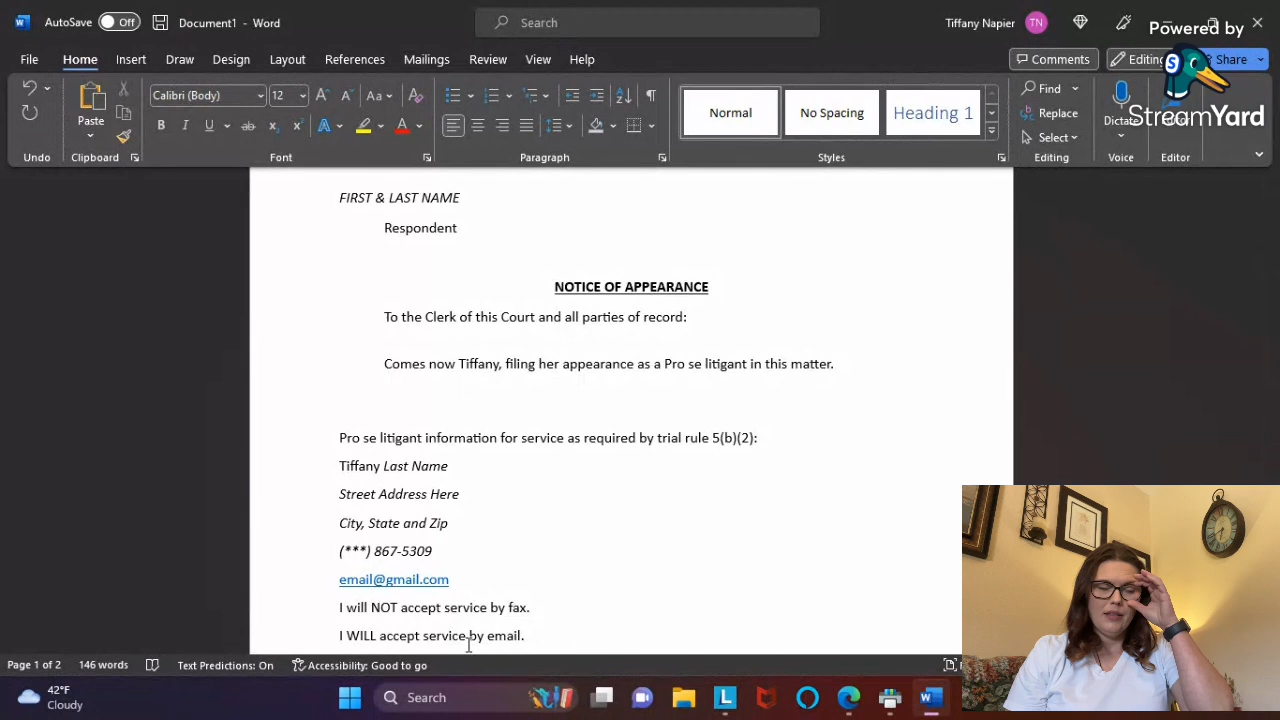 AutoSave Off Document1 - Word Search Tiffany Napier TN
Powered by
File Home Insert Draw Design Layout References Mailings Review View Help Comments Editing Share
Calibri (Body) 12 Aa
Paste
B I U ab x₂ x² A A
Normal No Spacing Heading 1
Find
Replace
Select
Dictate
StreamYard
Undo Clipboard Font Paragraph Styles Editing Voice Editor
FIRST & LAST NAME
Respondent
NOTICE OF APPEARANCE
To the Clerk of this Court and all parties of record:
Comes now Tiffany, filing her appearance as a Pro se litigant in this matter.
Pro se litigant information for service as required by trial rule 5(b)(2):
Tiffany Last Name
Street Address Here
City, State and Zip
(***) 867-5309
email@gmail.com
I will NOT accept service by fax.
I WILL accept service by email.
Page 1 of 2 146 words Text Predictions: On Accessibility: Good to go
42°F
Cloudy
Search